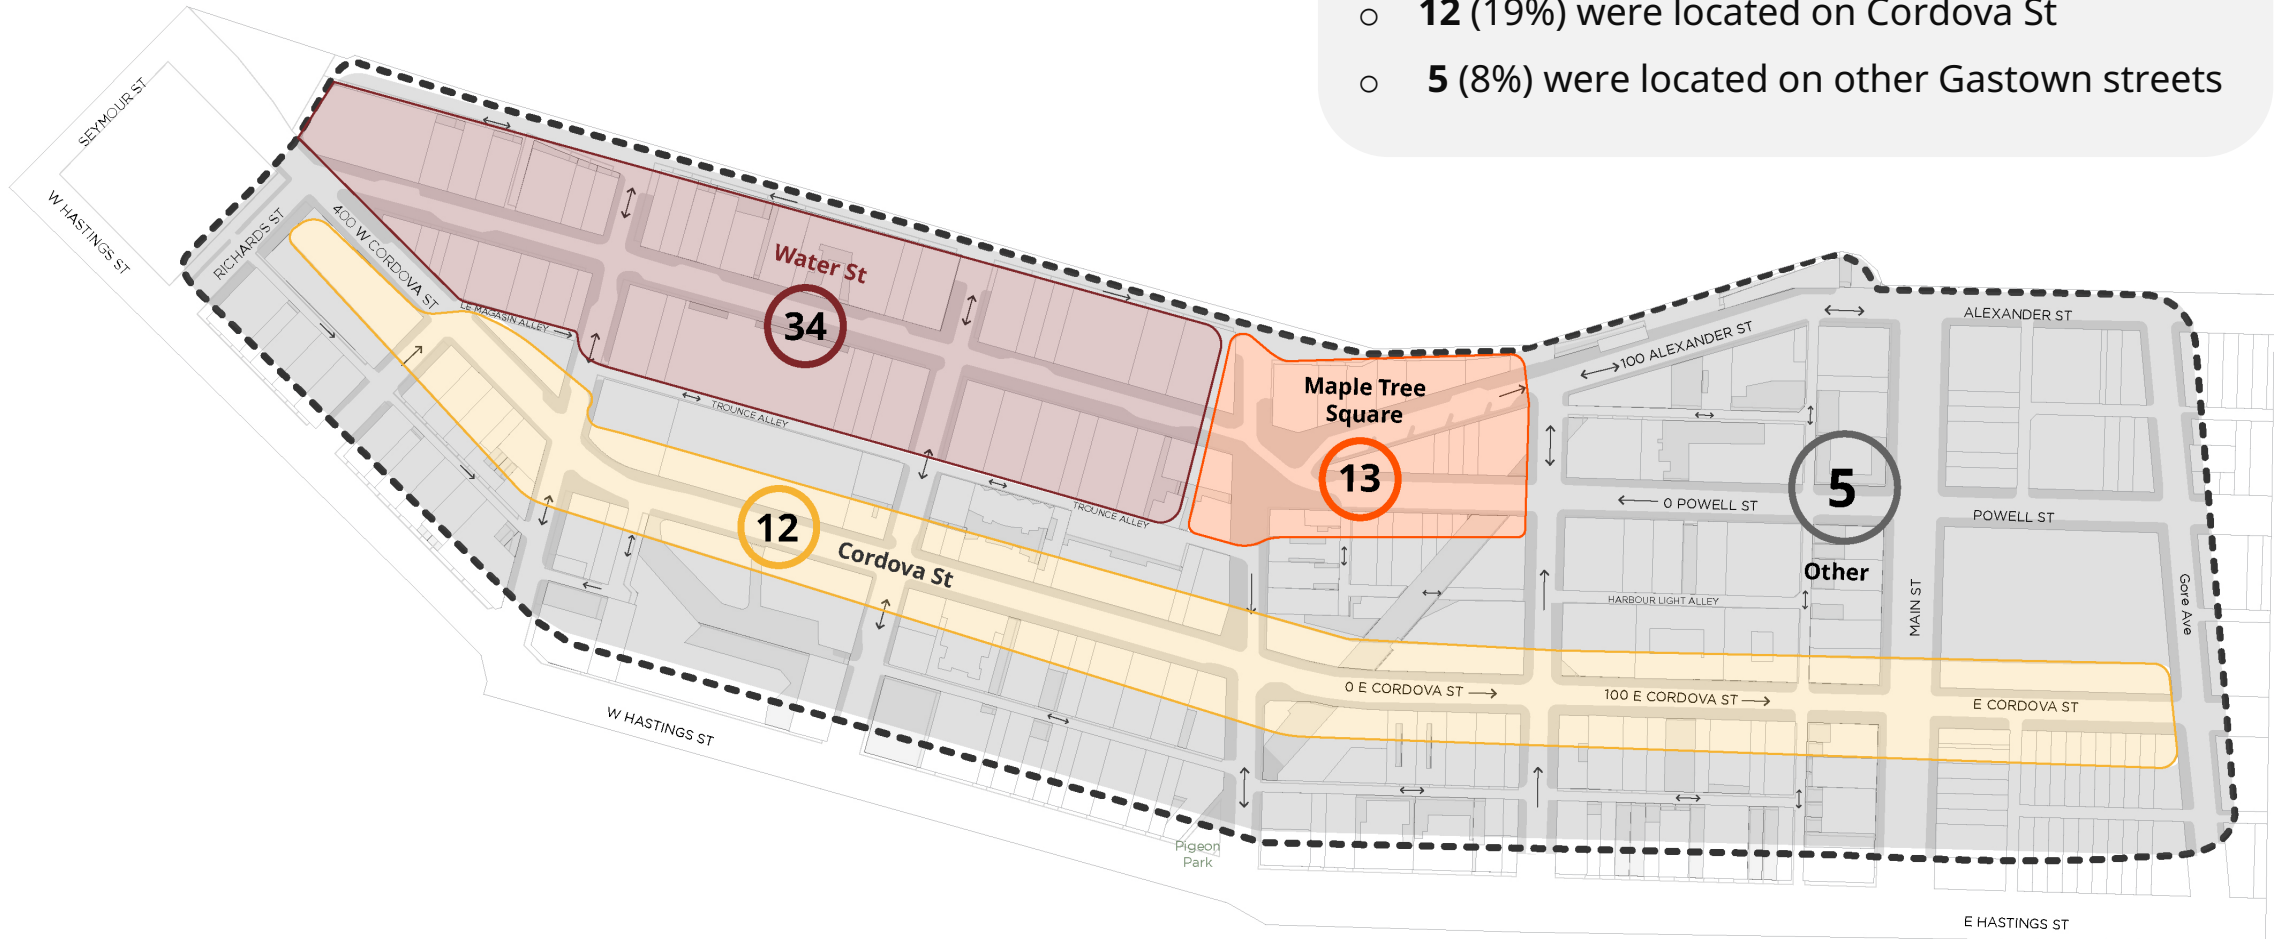 ○ 12 (19%) were located on Cordova St
○ 5 (8%) were located on other Gastown streets
SEYMOUR ST
W HASTINGS ST
RICHARDS ST
400 W CORDOVA ST
LE MAGASIN ALLEY
Water St
34
TROUNCE ALLEY
TROUNCE ALLEY
Maple Tree
Square
13
100 ALEXANDER ST
ALEXANDER ST
5
Other
0 POWELL ST
POWELL ST
12
Cordova St
HARBOUR LIGHT ALLEY
MAIN ST
Gore Ave
0 E CORDOVA ST
100 E CORDOVA ST
E CORDOVA ST
W HASTINGS ST
Pigeon
Park
E HASTINGS ST